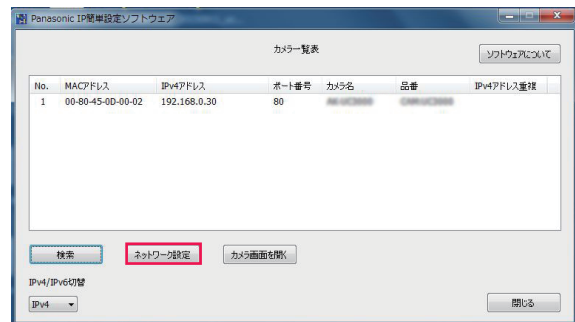 Panasonic IP簡単設定ソフトウェア
カメラ一覧表
ソフトウェアについて
No. MACアドレス IPv4アドレス ポート番号 カメラ名 品番 IPv4アドレス重複
1 00-80-45-0D-00-02 192.168.0.30 80
検索 ネットワーク設定 カメラ画面を開く
IPv4/IPv6切替
IPv4 閉じる